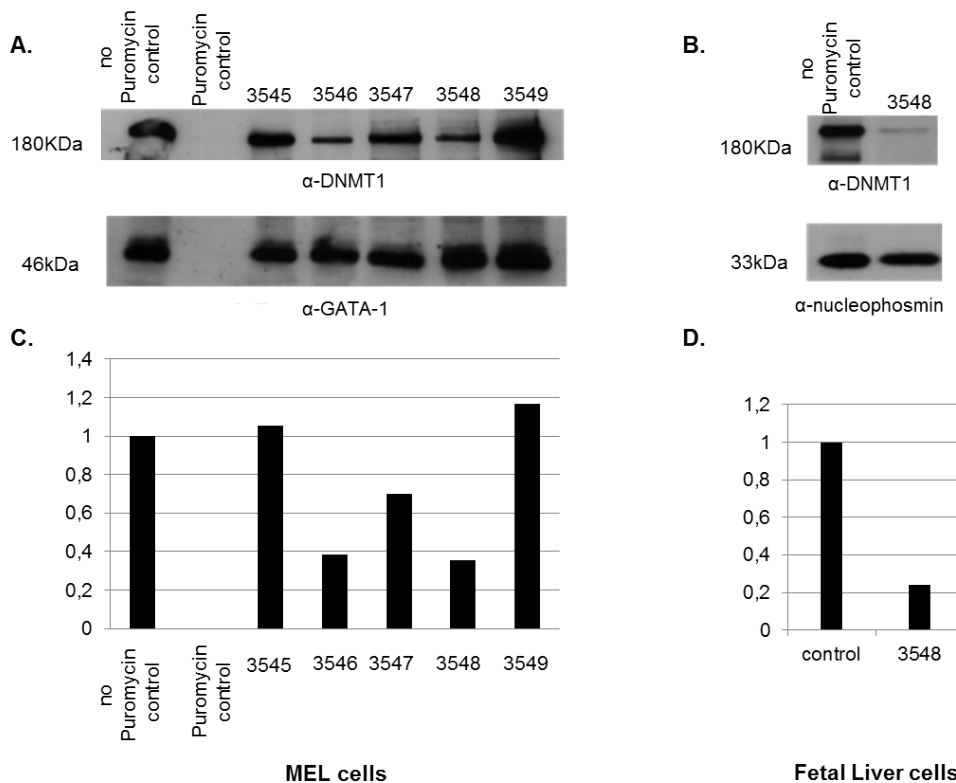 A.
no
Puromycin
control
Puromycin
control
3545
3546
3547
3548
3549
180KDa
α-DNMT1
46kDa
α-GATA-1
B.
no
Puromycin
control
3548
180KDa
α-DNMT1
33kDa
α-nucleophosmin
C.
1,4
1,2
1
0,8
0,6
0,4
0,2
0
no
Puromycin
control
Puromycin
control
3545
3546
3547
3548
3549
MEL cells
D.
1,2
1
0,8
0,6
0,4
0,2
0
control
3548
Fetal Liver cells